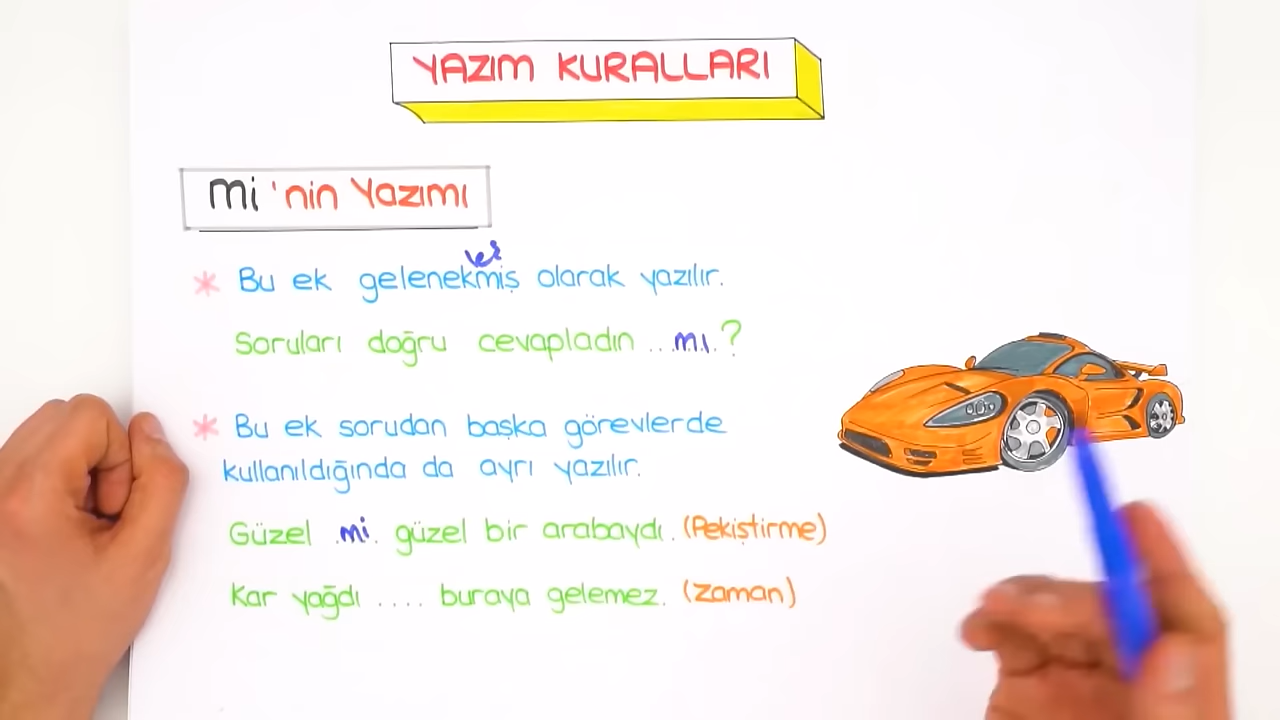 YAZIM KURALLARI
mi'nin Yazımı
* Bu ek gelenekmiş olarak yazılır.
Soruları doğru cevapladın ...mı.?
* Bu ek sorudan başka görevlerde
kullanıldığında da ayrı yazılır.
Güzel .mi. güzel bir arabaydı. (Pekiştirme)
Kar yağdı .... buraya gelemez. (Zaman)